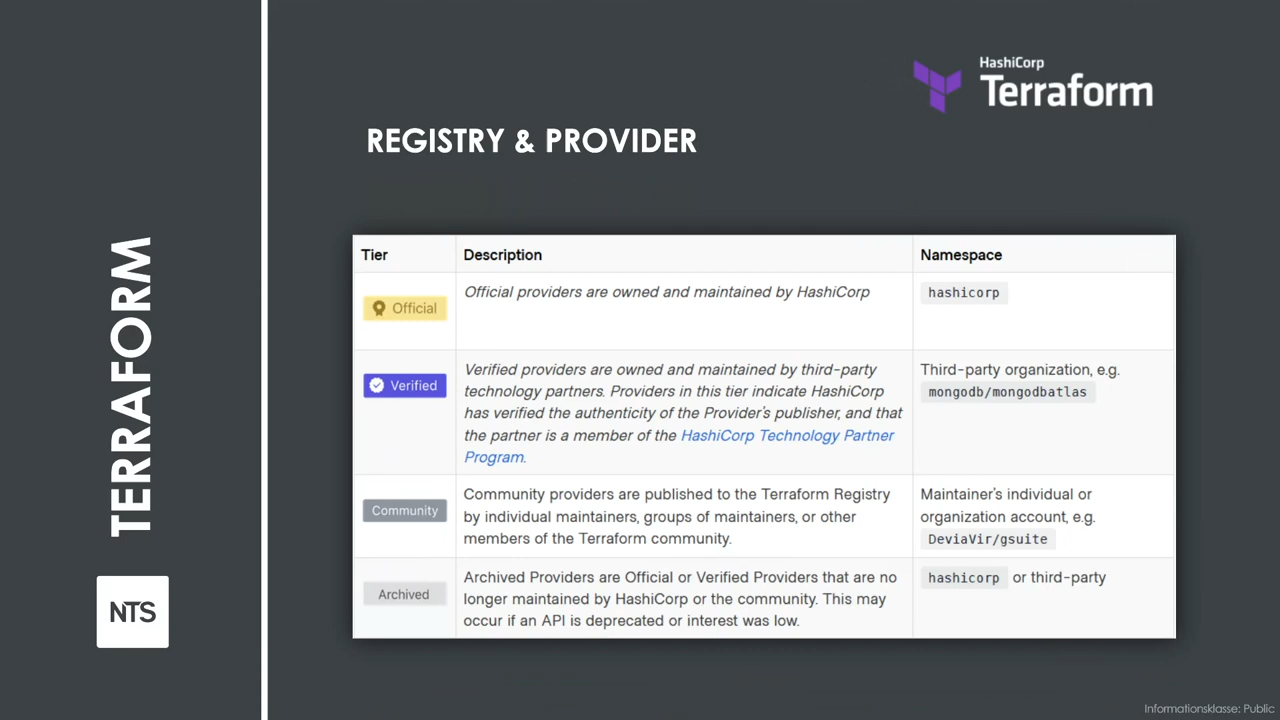 HashiCorp
Terraform
REGISTRY & PROVIDER
TERRAFORM
NTS
Tier Description Namespace
Official Official providers are owned and maintained by HashiCorp hashicorp
Verified Verified providers are owned and maintained by third-party Third-party organization, e.g.
technology partners. Providers in this tier indicate HashiCorp mongodb/mongodbatlas
has verified the authenticity of the Provider's publisher, and that
the partner is a member of the HashiCorp Technology Partner
Program.
Community Community providers are published to the Terraform Registry Maintainer's individual or
by individual maintainers, groups of maintainers, or other organization account, e.g.
members of the Terraform community. DeviaVir/gsuite
Archived Archived Providers are Official or Verified Providers that are no hashicorp or third-party
longer maintained by HashiCorp or the community. This may
occur if an API is deprecated or interest was low.
Informationsklasse: Public